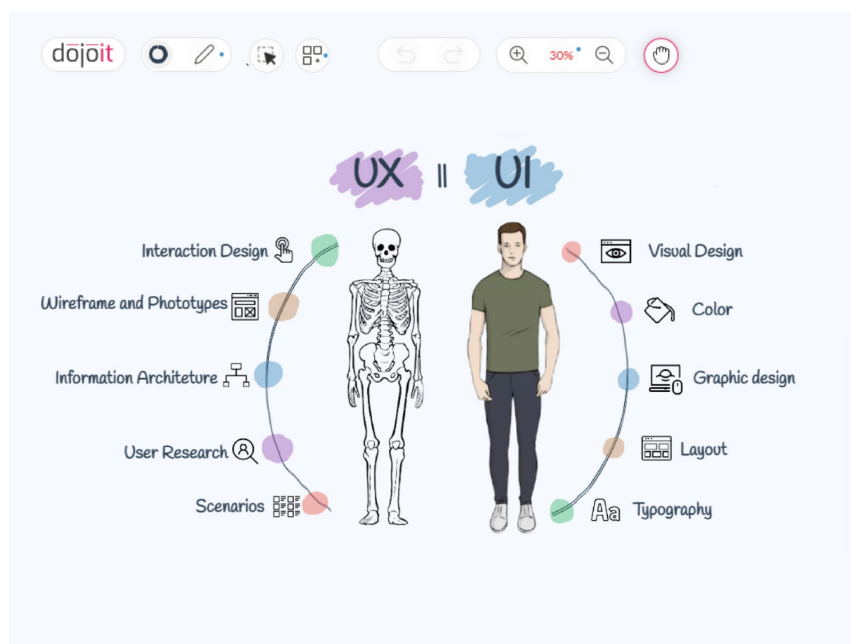 dojoit
30%
UX || UI
Interaction Design
Wireframe and Phototypes
Information Architeture
User Research
Scenarios
Visual Design
Color
Graphic design
Layout
Aa Typography